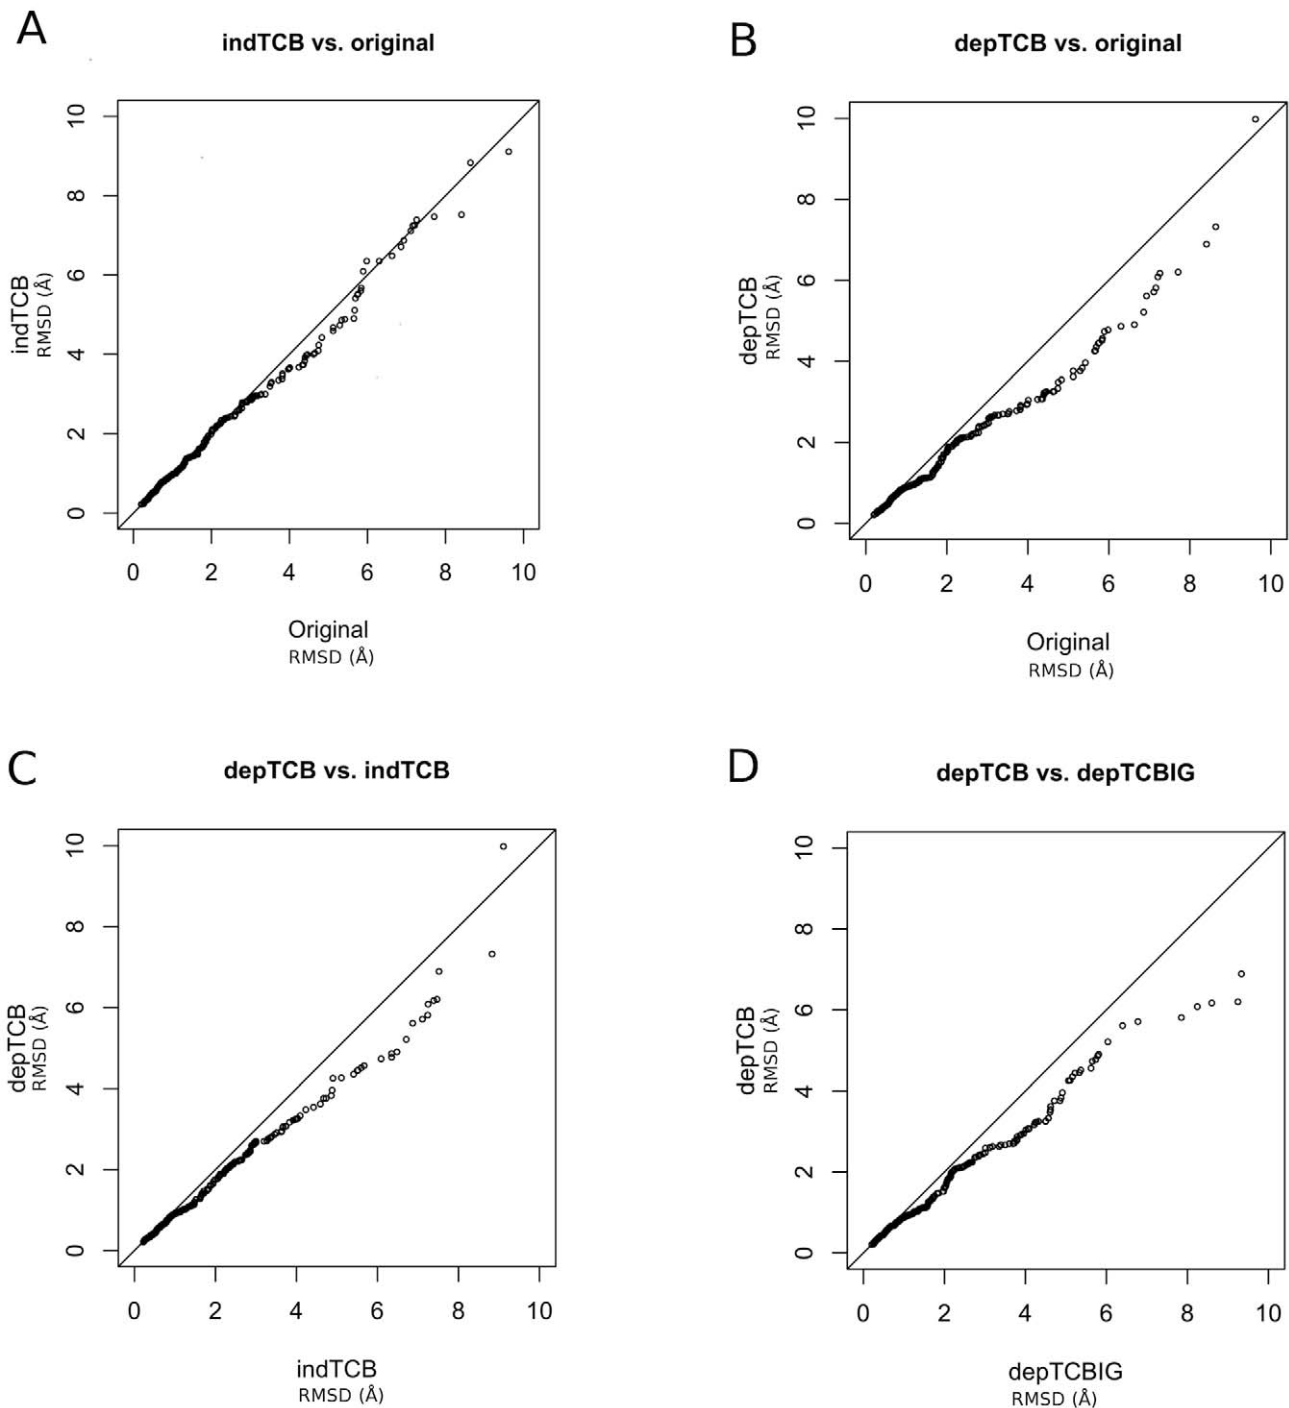 A
indTCB vs. original
10
8
6
4
2
0
indTCB
RMSD (Å)
0 2 4 6 8 10
Original
RMSD (Å)
B
depTCB vs. original
10
8
6
4
2
0
depTCB
RMSD (Å)
0 2 4 6 8 10
Original
RMSD (Å)
C
depTCB vs. indTCB
10
8
6
4
2
0
depTCB
RMSD (Å)
0 2 4 6 8 10
indTCB
RMSD (Å)
D
depTCB vs. depTCBIG
10
8
6
4
2
0
depTCB
RMSD (Å)
0 2 4 6 8 10
depTCBIG
RMSD (Å)